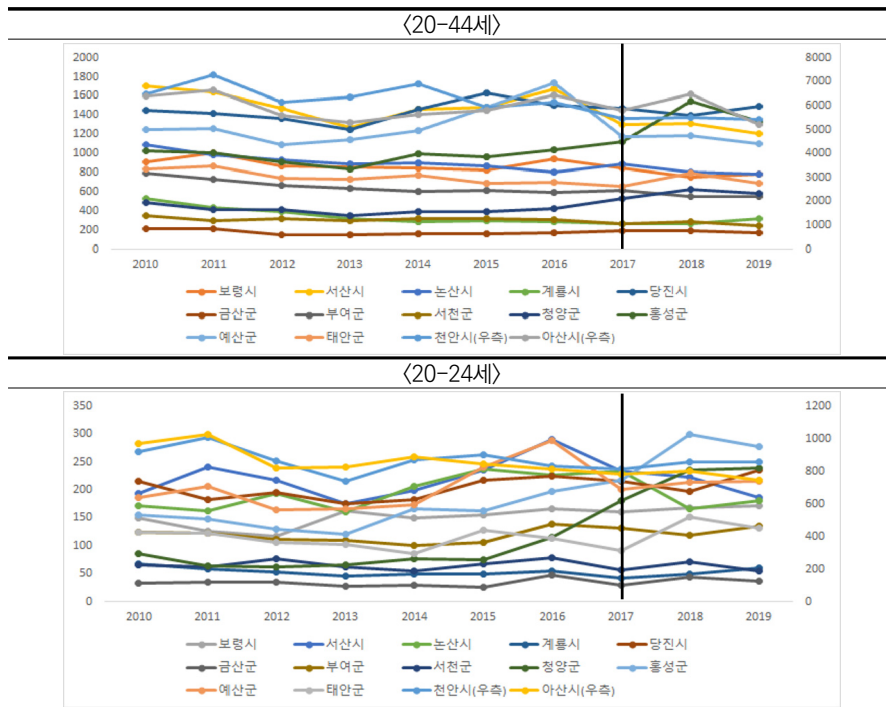 〈20-44세〉
2000 8000
1800 7000
1600 6000
1400 5000
1200
1000 4000
800 3000
600 2000
400 1000
200
0 0
2010 2011 2012 2013 2014 2015 2016 2017 2018 2019
보령시 서산시 논산시 계룡시 당진시
금산군 부여군 서천군 청양군 홍성군
예산군 태안군 천안시(우측) 아산시(우측)
〈20-24세〉
350 1200
300 1000
250 800
200 600
150 400
100 200
50
0 0
2010 2011 2012 2013 2014 2015 2016 2017 2018 2019
보령시 서산시 논산시 계룡시 당진시
금산군 부여군 서천군 청양군 홍성군
예산군 태안군 천안시(우측) 아산시(우측)